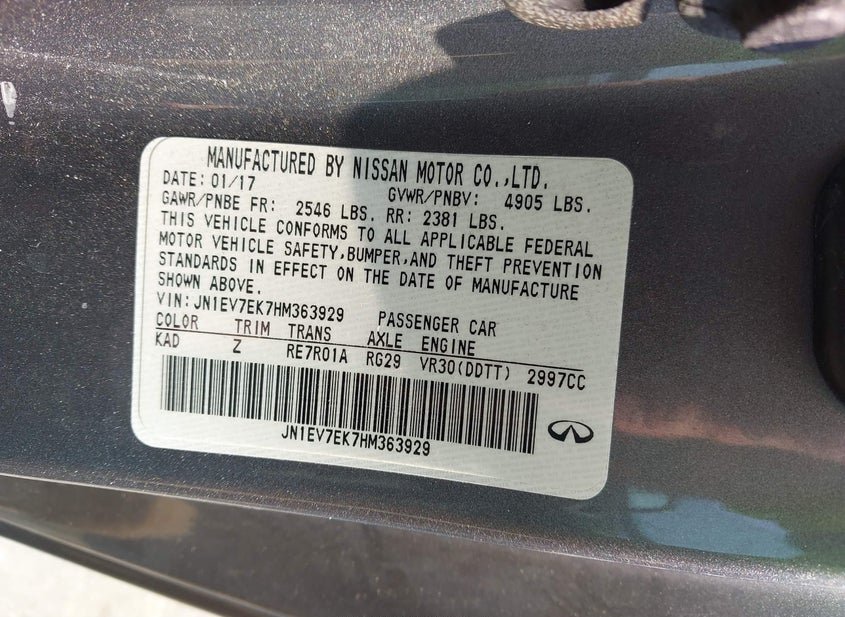 MANUFACTURED BY NISSAN MOTOR CO.,LTD.
DATE: 01/17 GVWR/PNBV: 4905 LBS.
GAWR/PNBE FR: 2546 LBS. RR: 2381 LBS.
THIS VEHICLE CONFORMS TO ALL APPLICABLE FEDERAL
MOTOR VEHICLE SAFETY,BUMPER,AND THEFT PREVENTION
STANDARDS IN EFFECT ON THE DATE OF MANUFACTURE
SHOWN ABOVE.
VIN:JN1EV7EK7HM363929 PASSENGER CAR
COLOR TRIM TRANS AXLE ENGINE
KAD Z RE7R01A RG29 VR30(DDTT) 2997CC
JN1EV7EK7HM363929